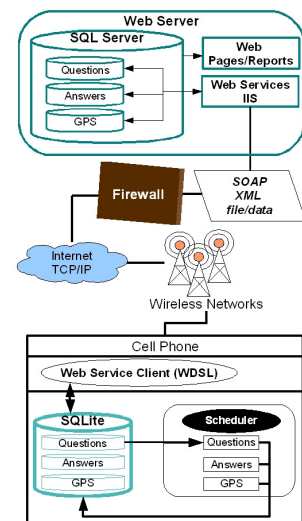 Web Server
SQL Server
Questions
Answers
GPS
Web
Pages/Reports
Web Services
IIS
Firewall
SOAP
XML
file/data
Internet
TCP/IP
Wireless Networks
Cell Phone
Web Service Client (WDSL)
SQLite
Questions
Answers
GPS
Scheduler
Questions
Answers
GPS